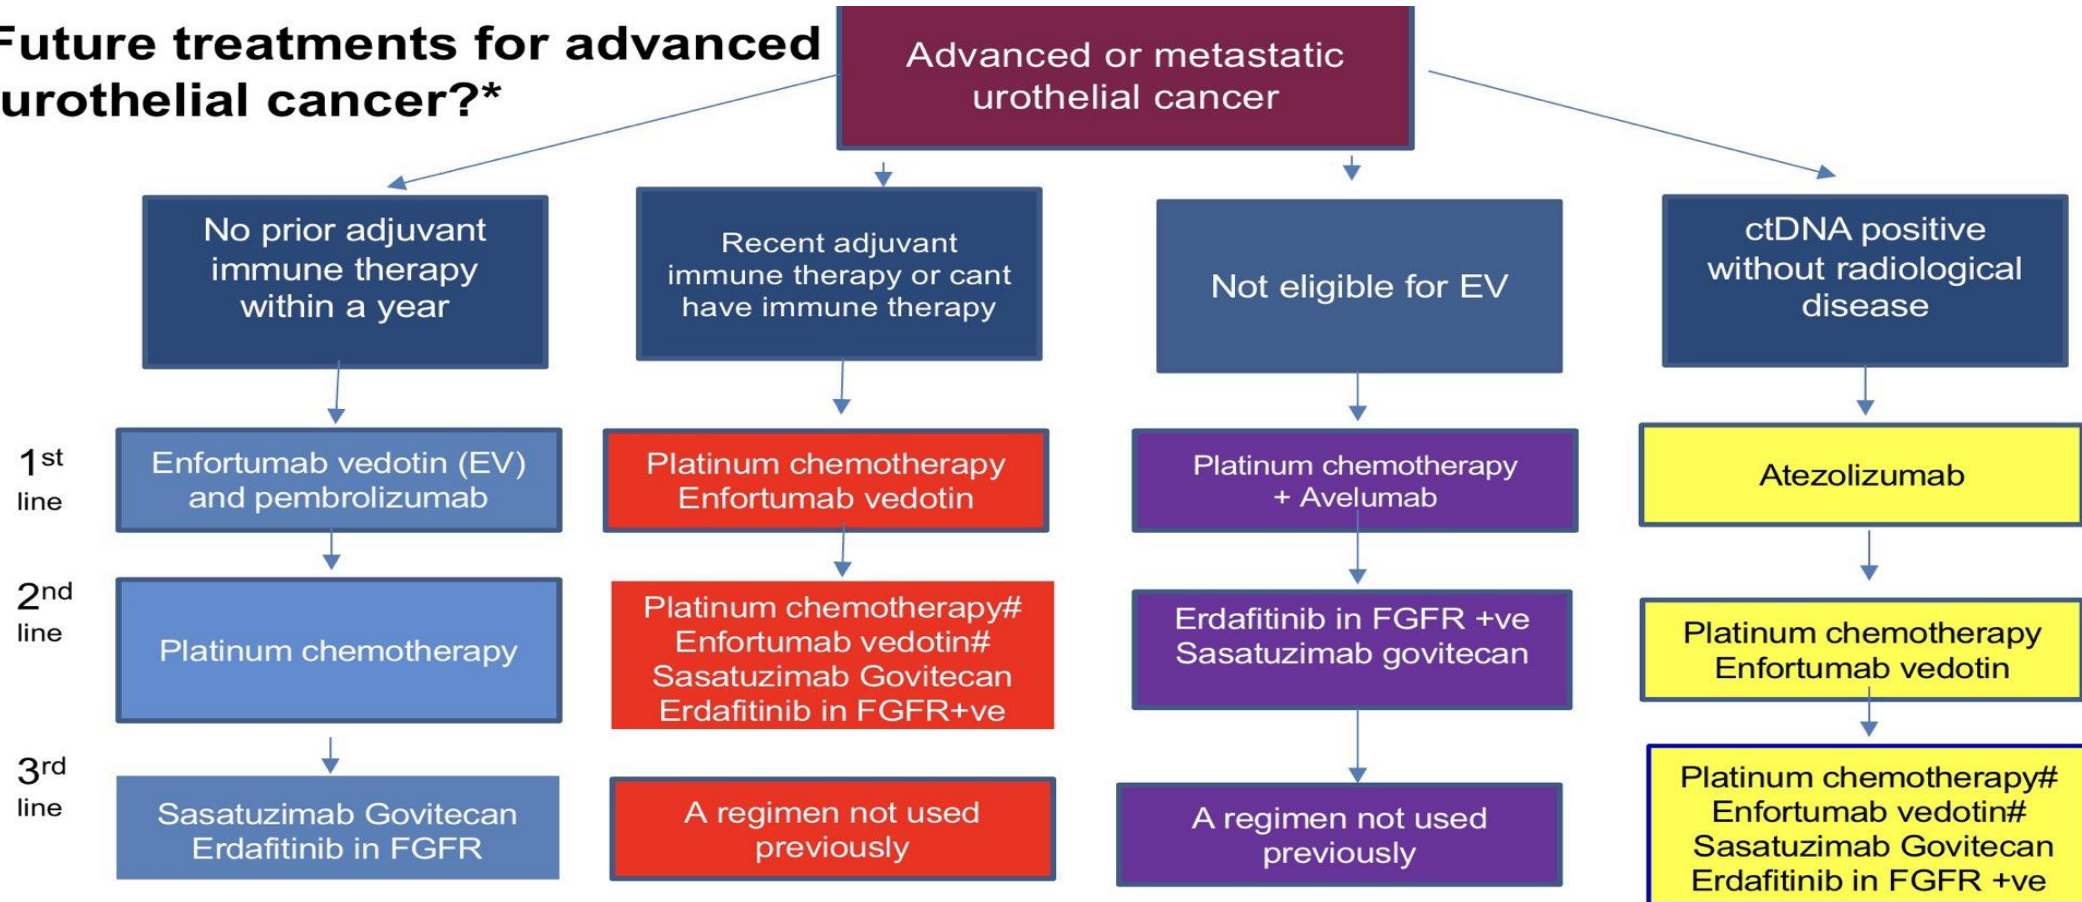 Future treatments for advanced
urothelial cancer?*
Advanced or metastatic
urothelial cancer
No prior adjuvant
immune therapy
within a year
Recent adjuvant
immune therapy or cant
have immune therapy
Not eligible for EV
ctDNA positive
without radiological
disease
1st
line
Enfortumab vedotin (EV)
and pembrolizumab
Platinum chemotherapy
Enfortumab vedotin
Platinum chemotherapy
+ Avelumab
Atezolizumab
2nd
line
Platinum chemotherapy
Platinum chemotherapy#
Enfortumab vedotin#
Sasatuzimab Govitecan
Erdafitinib in FGFR+ve
Erdafitinib in FGFR +ve
Sasatuzimab govitecan
Platinum chemotherapy
Enfortumab vedotin
3rd
line
Sasatuzimab Govitecan
Erdafitinib in FGFR
A regimen not used
previously
A regimen not used
previously
Platinum chemotherapy#
Enfortumab vedotin#
Sasatuzimab Govitecan
Erdafitinib in FGFR +ve